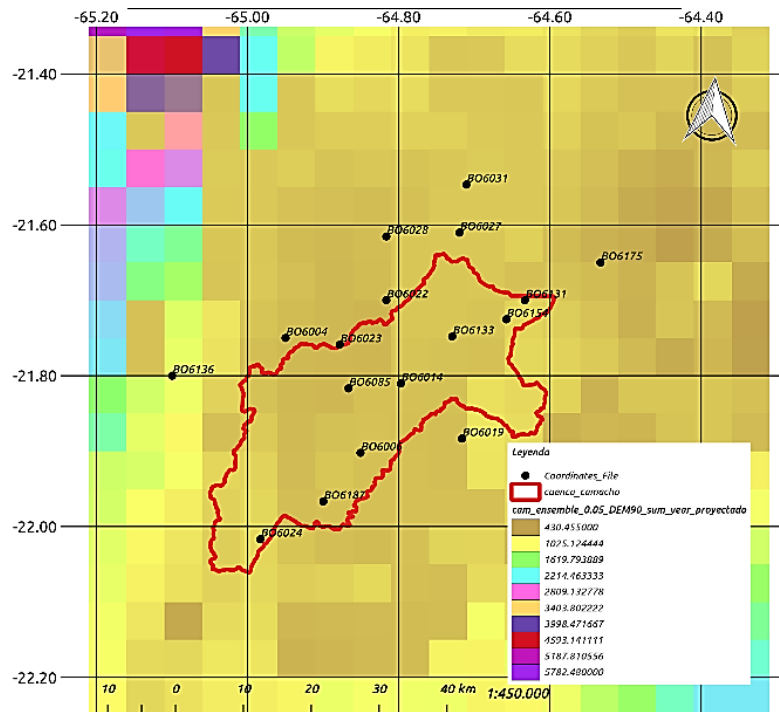 -65.20 -65.00 -64.80 -64.60 -64.40
-21.40
BO6031
-21.60
BO6028 BO6027
BO6175
BO6022 BO6131
BO6154
BO6004 BO6023 BO6133
-21.80
BO6136
BO6085 BO6014
BO6019
BO6006
BO6187
-22.00
BO6024
-22.20
Leyenda
Coordinates_File
cuenca_camacho
cam_ensemble_0.05_DEM90_sum_year_proyectado
430.455000
1025.124444
1619.793889
2214.463333
2809.132778
3403.802222
3998.471667
4593.141111
5187.810556
5782.480000
10 0 10 20 30 40 km
1:450.000